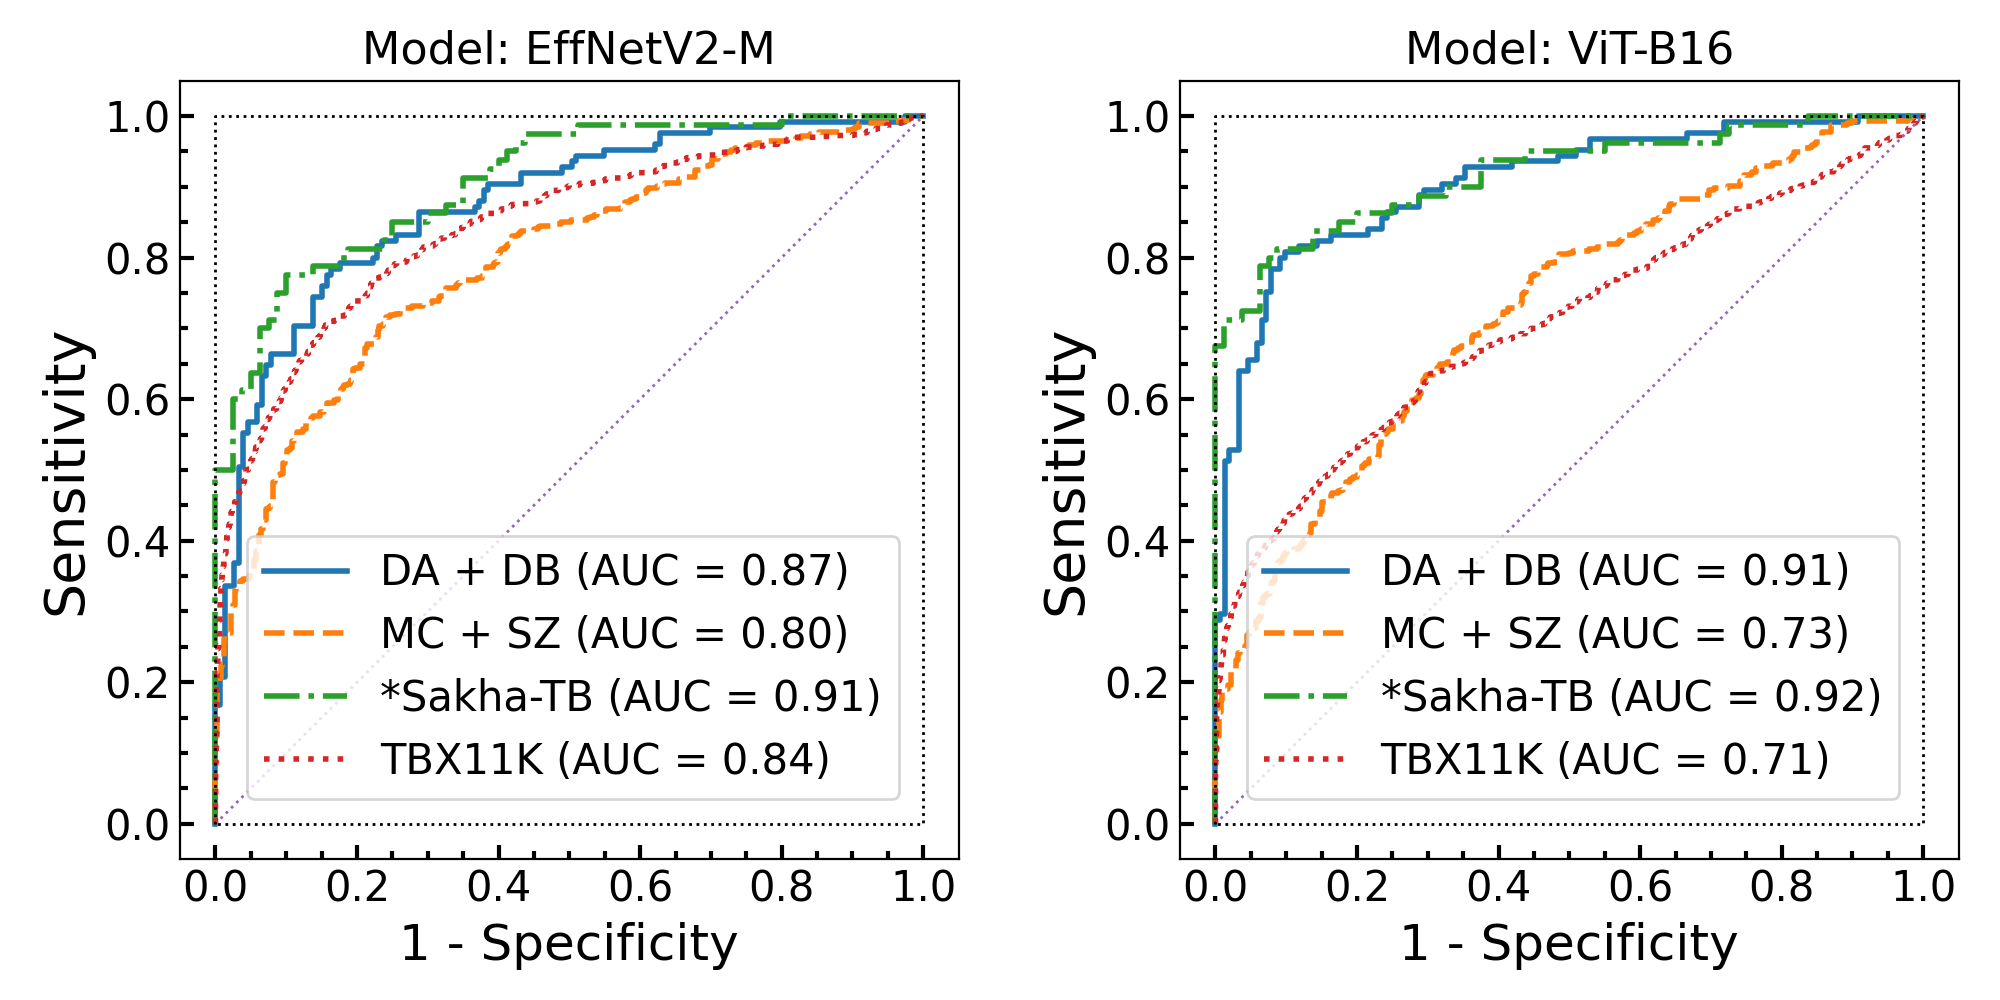 Model: EffNetV2-M
1.0
0.8
0.6
0.4
0.2
0.0
Sensitivity
DA + DB (AUC = 0.87)
MC + SZ (AUC = 0.80)
*Sakha-TB (AUC = 0.91)
TBX11K (AUC = 0.84)
0.0 0.2 0.4 0.6 0.8 1.0
1 - Specificity
Model: ViT-B16
1.0
0.8
0.6
0.4
0.2
0.0
Sensitivity
DA + DB (AUC = 0.91)
MC + SZ (AUC = 0.73)
*Sakha-TB (AUC = 0.92)
TBX11K (AUC = 0.71)
0.0 0.2 0.4 0.6 0.8 1.0
1 - Specificity